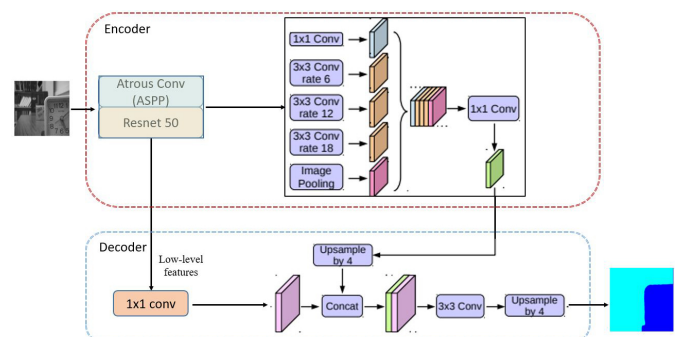 Encoder
1x1 Conv
3x3 Conv
rate 6
3x3 Conv
rate 12
3x3 Conv
rate 18
Image
Pooling
1x1 Conv
Atrous Conv
(ASPP)
Resnet 50
Decoder
Low-level
features
1x1 conv
Upsample
by 4
Concat
3x3 Conv
Upsample
by 4